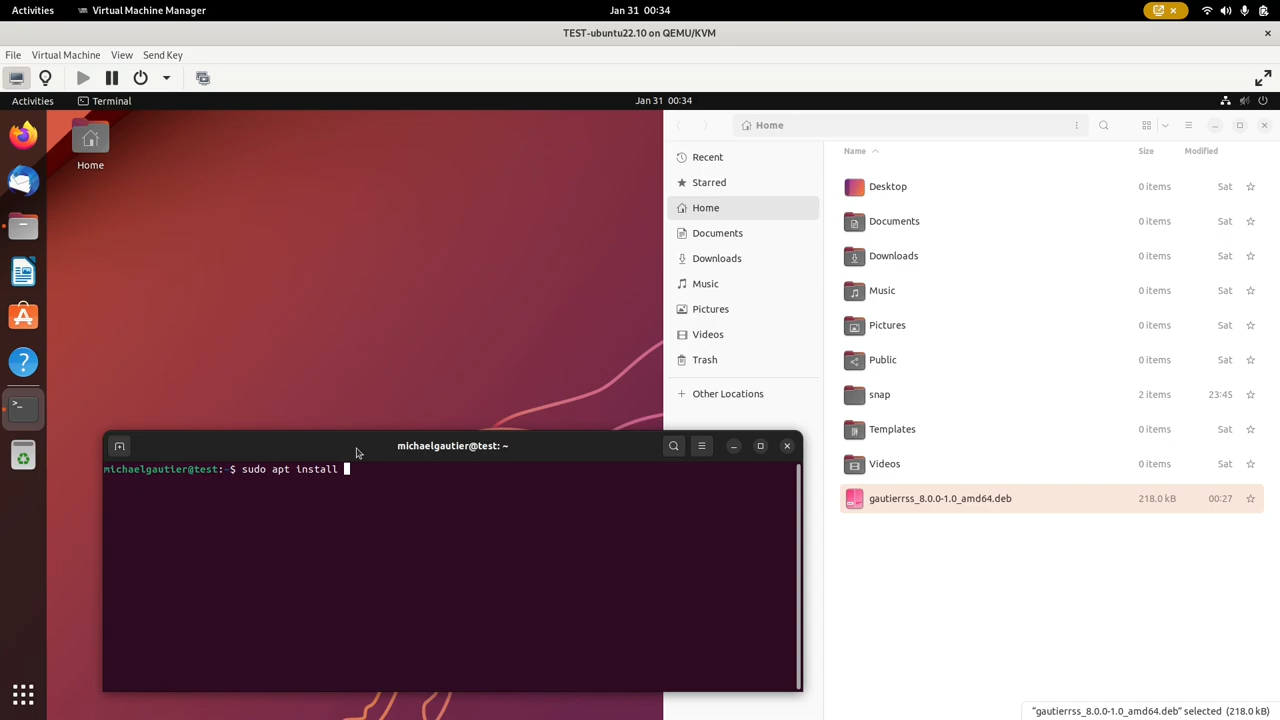 Activities Virtual Machine Manager Jan 31 00:34
TEST-ubuntu22.10 on QEMU/KVM
File Virtual Machine View Send Key
Activities Terminal Jan 31 00:34
Home
Home
Name Size Modified
Recent
Starred
Home
Documents
Downloads
Music
Pictures
Videos
Trash
Other Locations
Desktop 0 items Sat
Documents 0 items Sat
Downloads 0 items Sat
Music 0 items Sat
Pictures 0 items Sat
Public 0 items Sat
snap 2 items 23:45
Templates 0 items Sat
Videos 0 items Sat
gautierrss_8.0.0-1.0_amd64.deb 218.0 kB 00:27
michaelgautier@test: ~
michaelgautier@test:~$ sudo apt install
"gautierrss_8.0.0-1.0_amd64.deb" selected (218.0 kB)